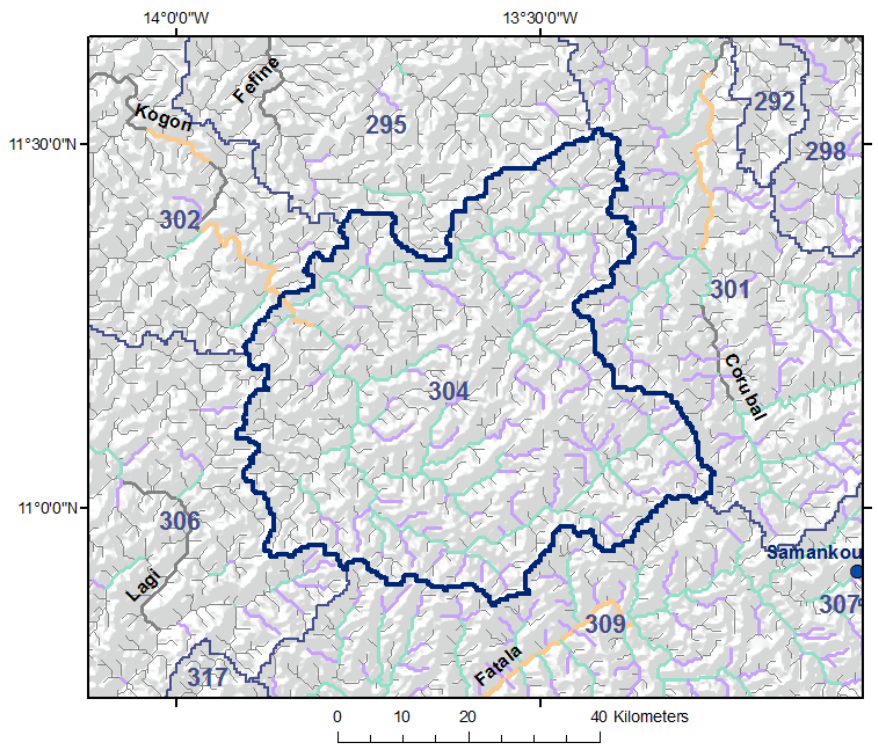 14°0'0"W
13°30'0"W
Fefine
292
Kogon
295
11°30'0"N
298
302
301
304
Corubal
11°0'0"N
306
Samankou
Lagi
307
309
Fatala
317
0 10 20 40 Kilometers